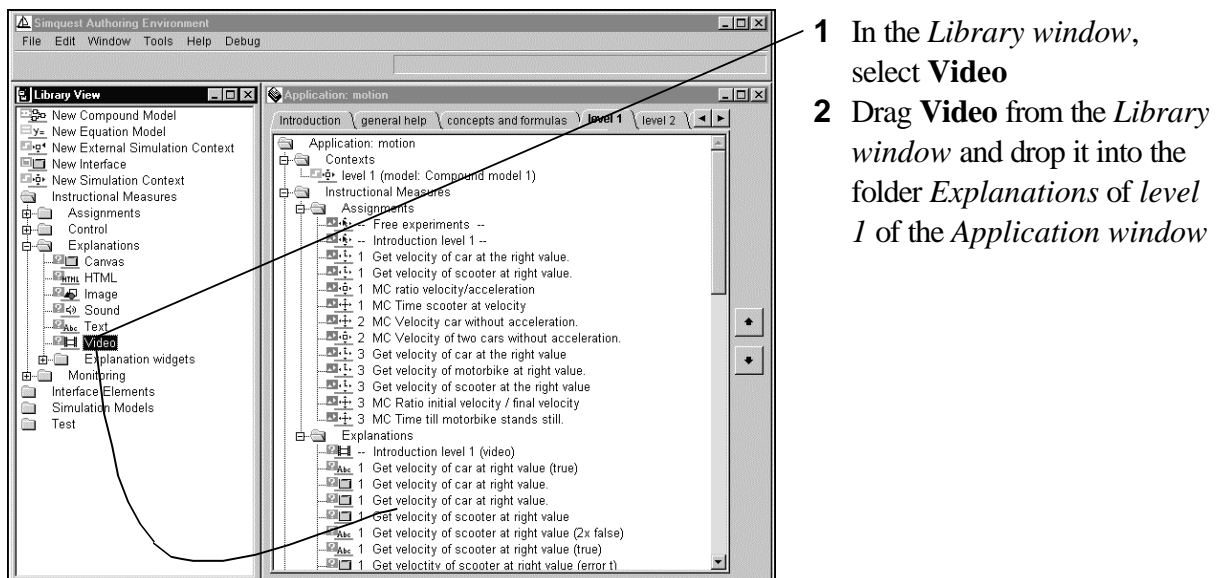 Simquest Authoring Environment
File Edit Window Tools Help Debug
Library View
New Compound Model
y= New Equation Model
New External Simulation Context
New Interface
New Simulation Context
Instructional Measures
Assignments
Control
Explanations
Canvas
HTML HTML
Image
Sound
Abc Text
Video
Explanation widgets
Monitoring
Interface Elements
Simulation Models
Test
Application: motion
Introduction general help concepts and formulas level 1 level 2
Application: motion
Contexts
level 1 (model: Compound model 1)
Instructional Measures
Assignments
-- Free experiments --
-- Introduction level 1 --
1 Get velocity of car at the right value.
1 Get velocity of scooter at right value.
1 MC ratio velocity/acceleration
1 MC Time scooter at velocity
2 MC Velocity car without acceleration.
2 MC Velocity of two cars without acceleration.
3 Get velocity of car at the right value
3 Get velocity of motorbike at right value.
3 Get velocity of scooter at the right value
3 MC Ratio initial velocity / final velocity
3 MC Time till motorbike stands still.
Explanations
-- Introduction level 1 (video)
Abc 1 Get velocity of car at right value (true)
1 Get velocity of car at right value.
1 Get velocity of car at right value.
1 Get velocity of scooter at right value
Abc 1 Get velocity of scooter at right value (2x false)
Abc 1 Get velocity of scooter at right value (true)
1 Get veloctity of scooter at right value (error t)
1 In the Library window,
select Video
2 Drag Video from the Library
window and drop it into the
folder Explanations of level
1 of the Application window